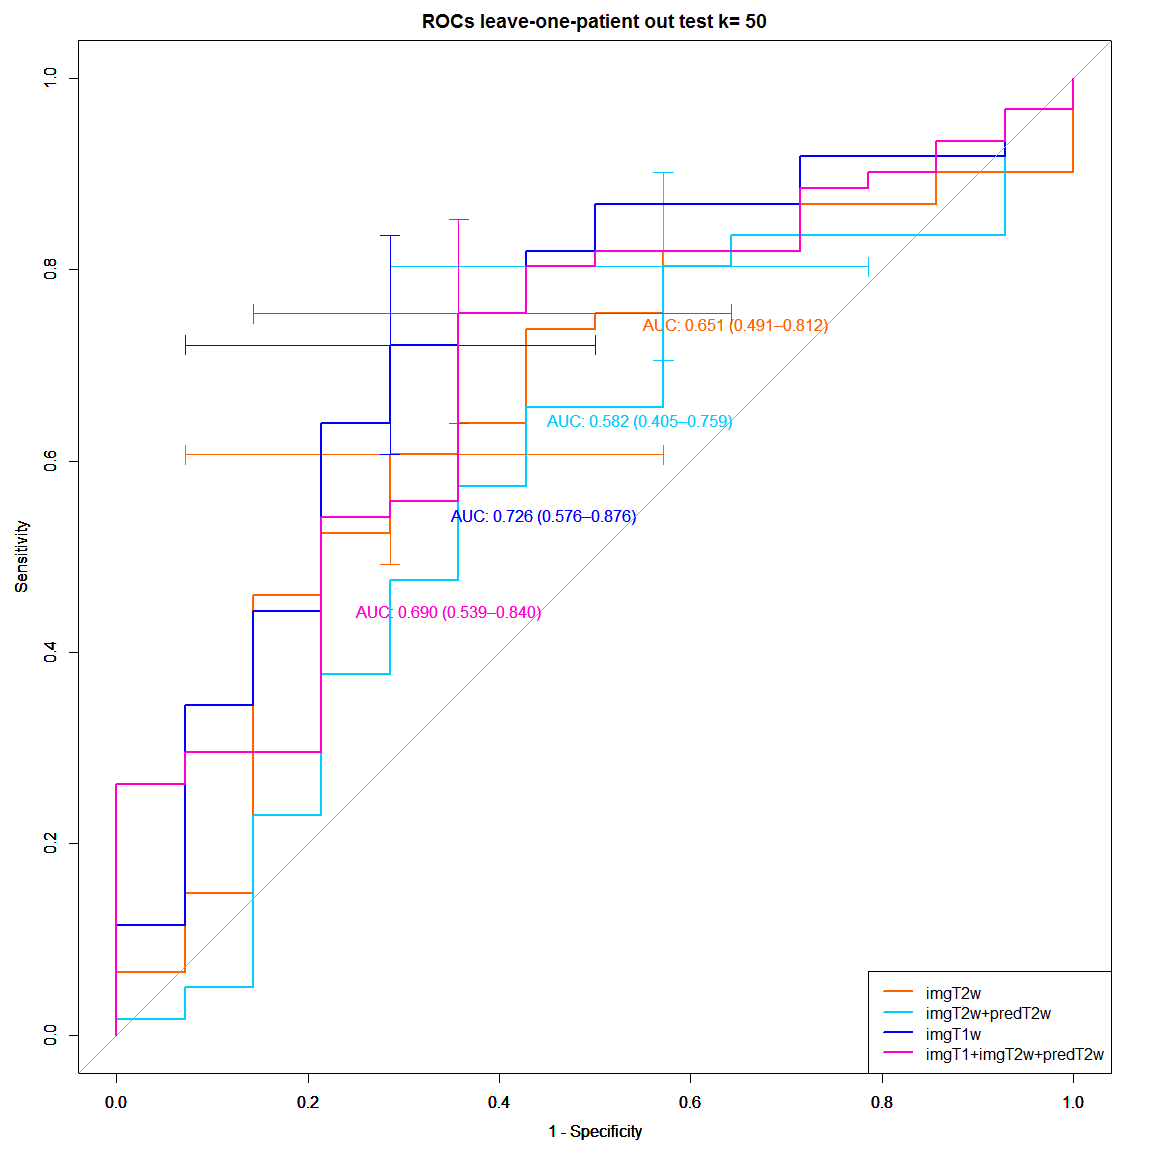 ROCs leave-one-patient out test k= 50
Sensitivity
1.0
0.8
0.6
0.4
0.2
0.0
AUC: 0.651 (0.491–0.812)
AUC: 0.582 (0.405–0.759)
AUC: 0.726 (0.576–0.876)
AUC: 0.690 (0.539–0.840)
imgT2w
imgT2w+predT2w
imgT1w
imgT1+imgT2w+predT2w
0.0 0.2 0.4 0.6 0.8 1.0
1 - Specificity